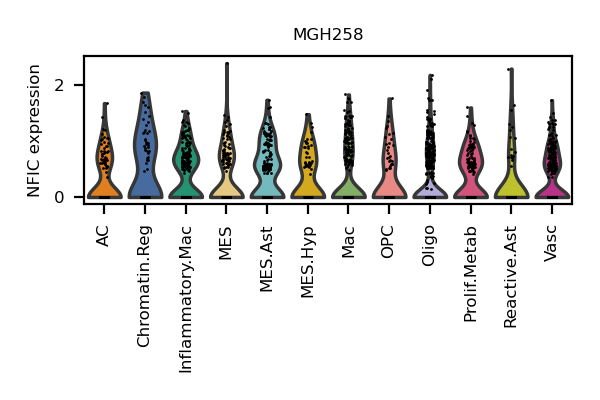 MGH258
NFIC expression
2
0
AC
Chromatin.Reg
Inflammatory.Mac
MES
MES.Ast
MES.Hyp
Mac
OPC
Oligo
Prolif.Metab
Reactive.Ast
Vasc